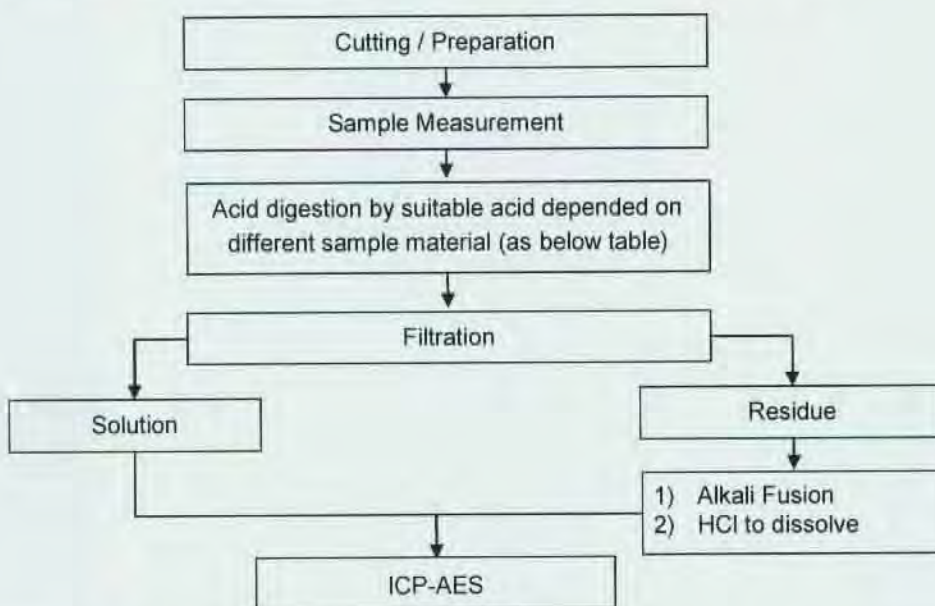 Cutting / Preparation
Sample Measurement
Acid digestion by suitable acid depended on
different sample material (as below table)
Filtration
Solution
Residue
1) Alkali Fusion
2) HCl to dissolve
ICP-AES